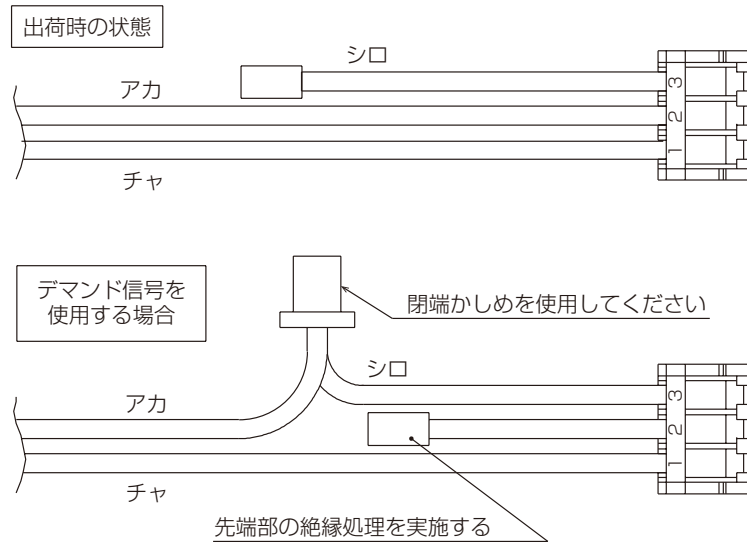 出荷時の状態
シロ
アカ
3
2
1
チャ
デマンド信号を
使用する場合
閉端かしめを使用してください
シロ
アカ
3
2
1
チャ
先端部の絶縁処理を実施する